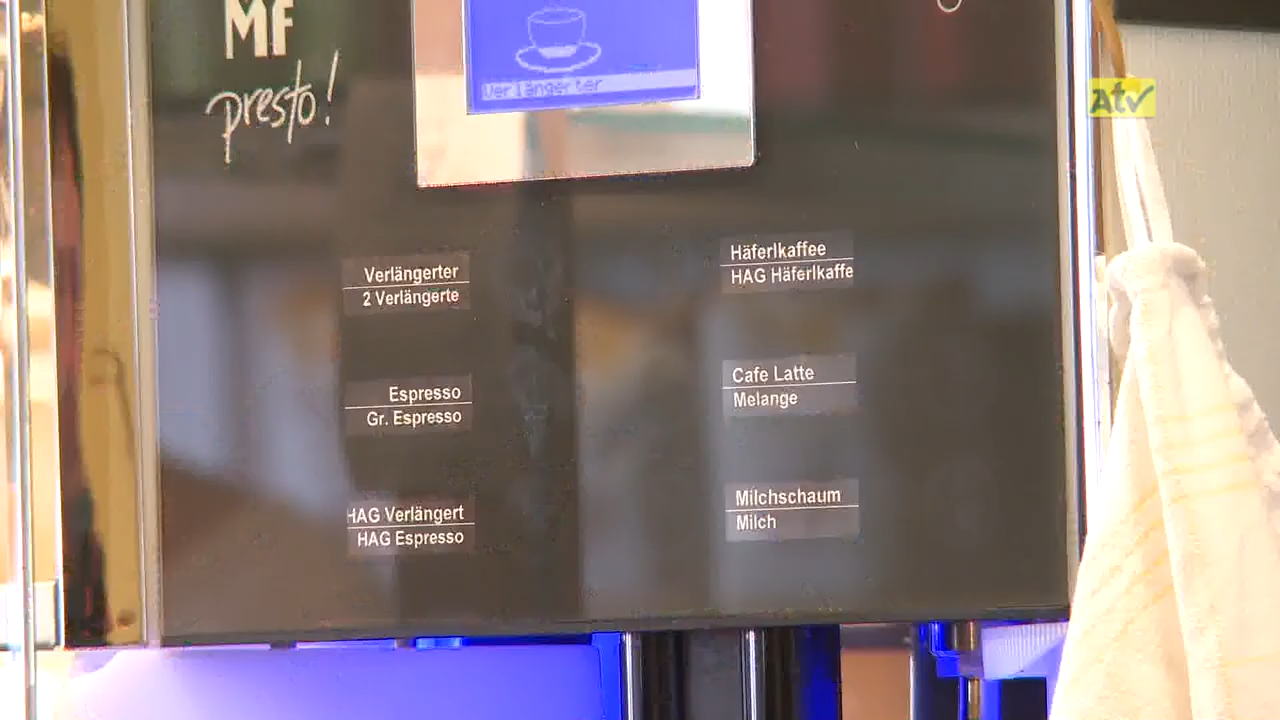 MF
presto!
Verlängerter
Atv
Verlängerter
2 Verlängerte
Espresso
Gr. Espresso
HAG Verlängert
HAG Espresso
Häferlkaffee
HAG Häferlkaffe
Cafe Latte
Melange
Milchschaum
Milch